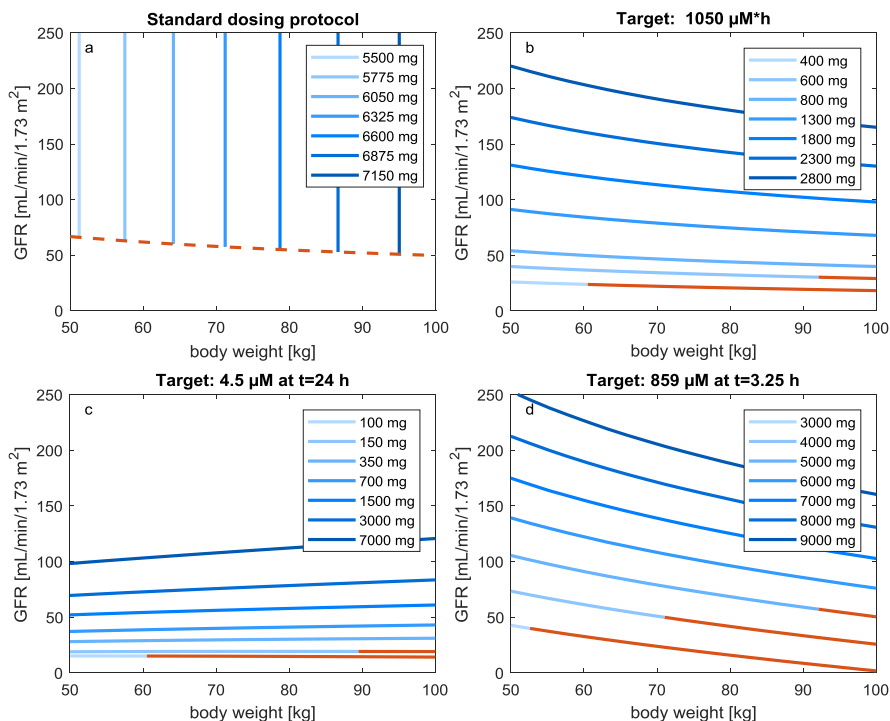 Standard dosing protocol
a
250
200
150
100
50
0
GFR [mL/min/1.73 m²]
5500 mg
5775 mg
6050 mg
6325 mg
6600 mg
6875 mg
7150 mg
50 60 70 80 90 100
body weight [kg]
Target: 1050 µM*h
b
250
200
150
100
50
0
GFR [mL/min/1.73 m²]
400 mg
600 mg
800 mg
1300 mg
1800 mg
2300 mg
2800 mg
50 60 70 80 90 100
body weight [kg]
Target: 4.5 µM at t=24 h
c
250
200
150
100
50
0
GFR [mL/min/1.73 m²]
100 mg
150 mg
350 mg
700 mg
1500 mg
3000 mg
7000 mg
50 60 70 80 90 100
body weight [kg]
Target: 859 µM at t=3.25 h
d
250
200
150
100
50
0
GFR [mL/min/1.73 m²]
3000 mg
4000 mg
5000 mg
6000 mg
7000 mg
8000 mg
9000 mg
50 60 70 80 90 100
body weight [kg]